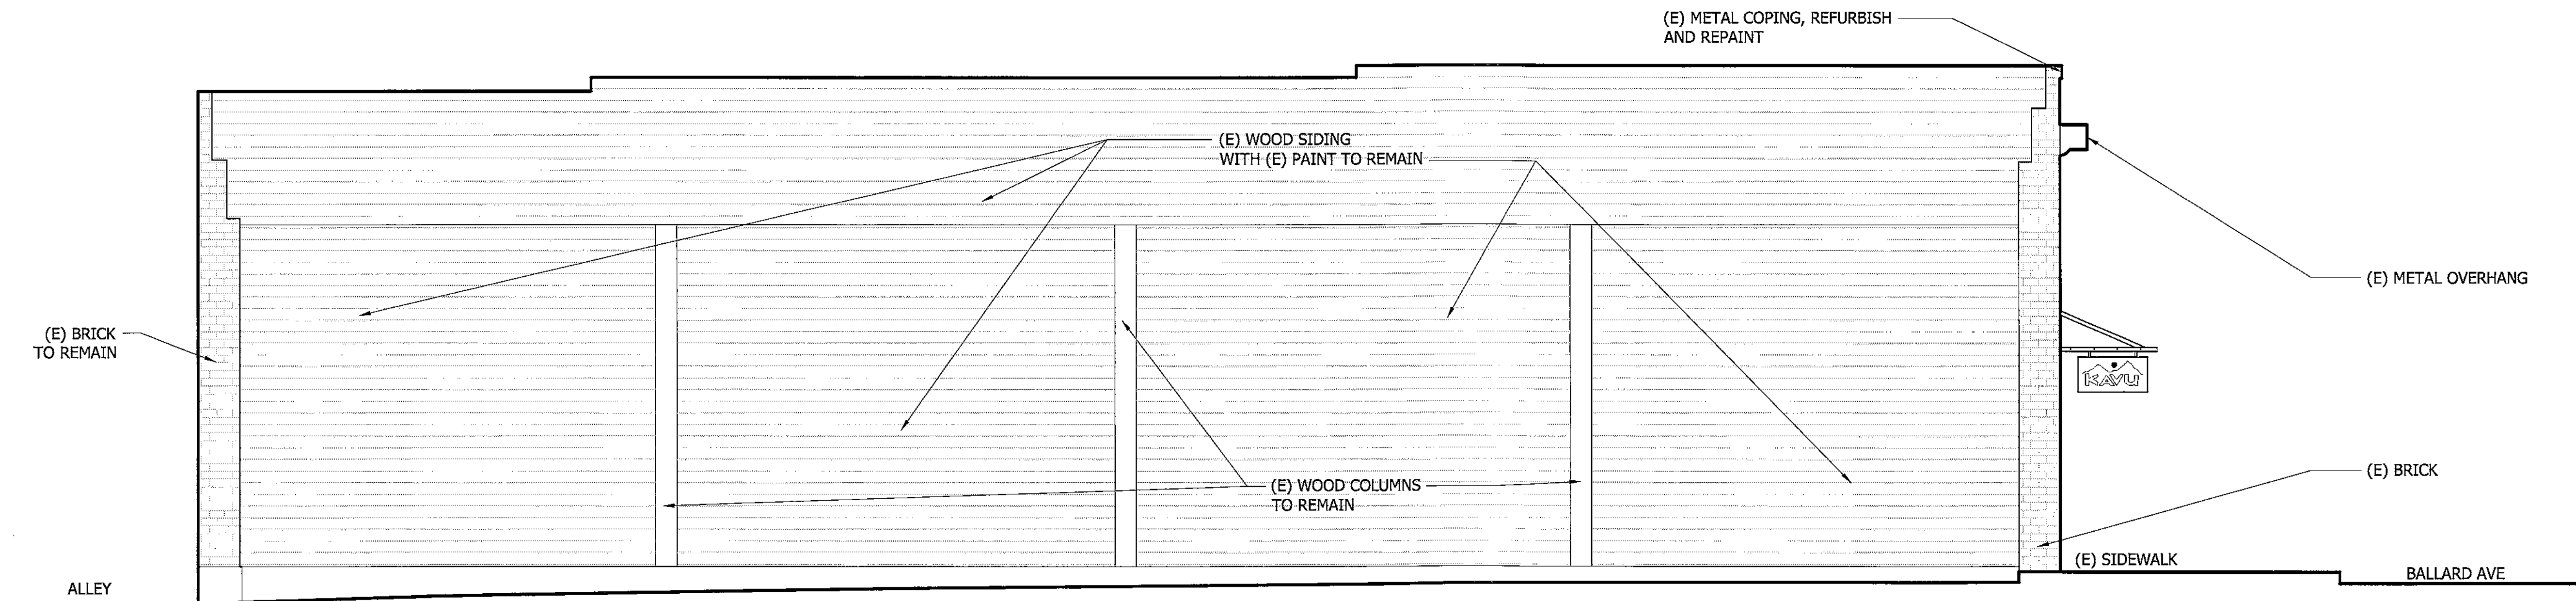 (E) METAL COPING, REFURBISH
AND REPAINT
(E) WOOD SIDING
WITH (E) PAINT TO REMAIN
(E) METAL OVERHANG
(E) BRICK
TO REMAIN
KAVU
(E) BRICK
(E) WOOD COLUMNS
TO REMAIN
(E) SIDEWALK
ALLEY
BALLARD AVE